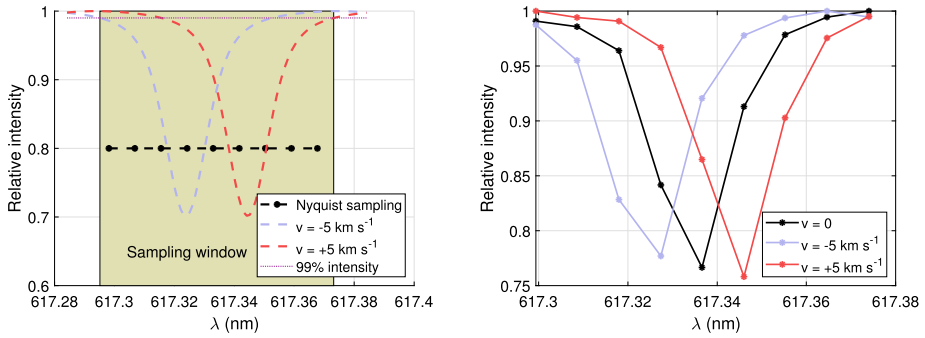 1
0.9
0.8
0.7
0.6
Relative intensity
617.28
617.3
617.32
617.34
617.36
617.38
617.4
λ (nm)
Sampling window
Nyquist sampling
v = -5 km s⁻¹
v = +5 km s⁻¹
99% intensity
1
0.95
0.9
0.85
0.8
0.75
Relative intensity
617.3
617.32
617.34
617.36
617.38
λ (nm)
v = 0
v = -5 km s⁻¹
v = +5 km s⁻¹